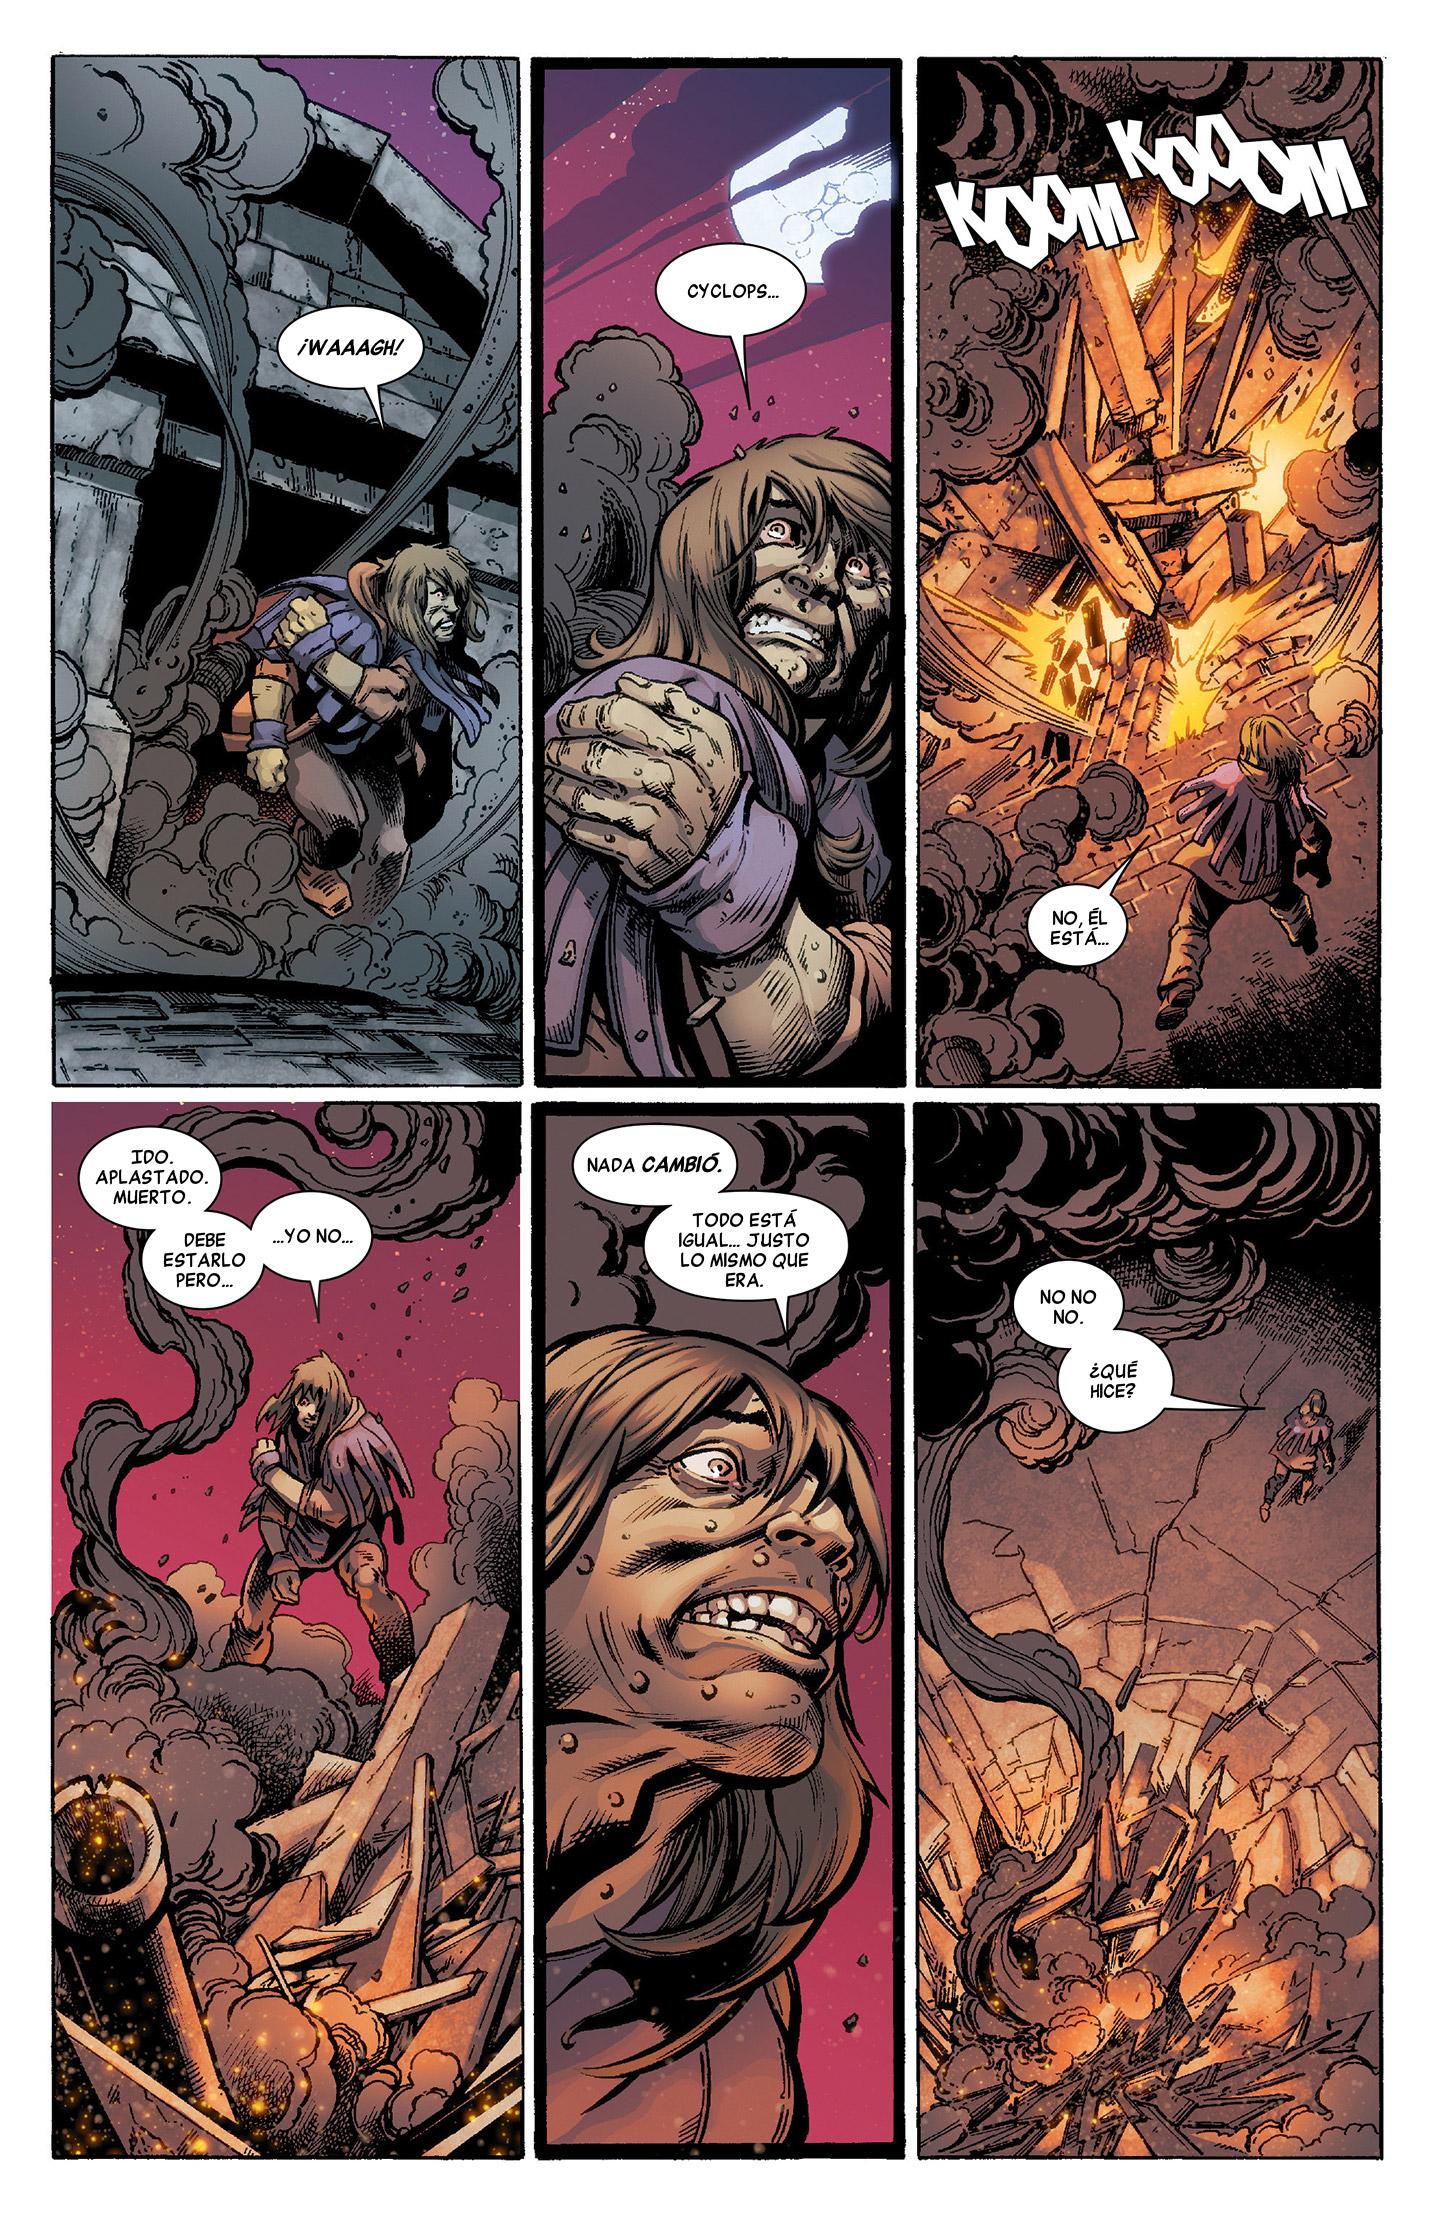 ¡WAAAGH!
CYCLOPS...
KOOM
KOOOOM
NO, ÉL
ESTÁ...
IDO.
APLASTADO.
MUERTO.
DEBE
ESTARLO
PERO...
...YO NO...
NADA CAMBIÓ.
TODO ESTÁ
IGUAL... JUSTO
LO MISMO QUE
ERA.
NO NO
NO.
¿QUÉ
HICE?